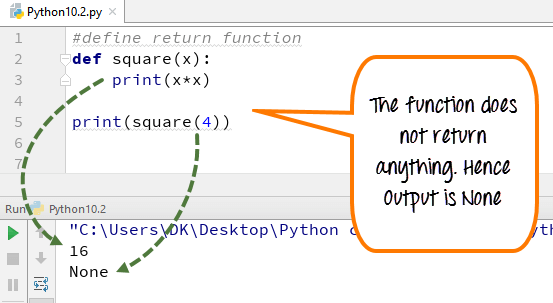 Python10.2.py
1 #define return function
2 def square(x):
3 print(x*x)
4
5 print(square(4))
6
7
The function does
not return
anything. Hence
Output is None
Run Python10.2
"C:\Users\DK\Desktop\Python
16
None